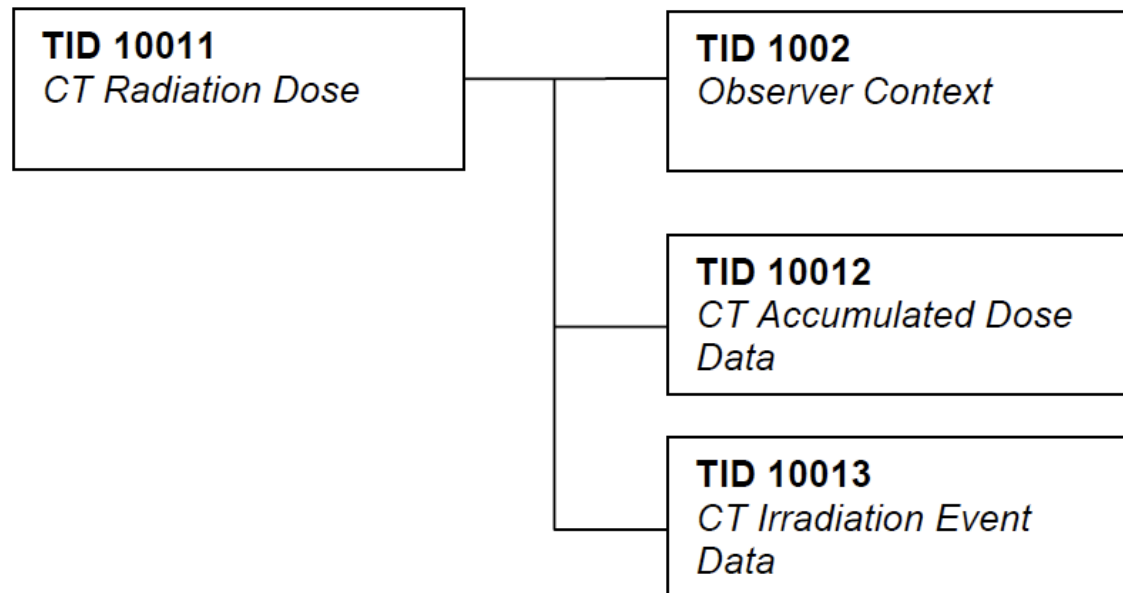 TID 10011
CT Radiation Dose
TID 1002
Observer Context
TID 10012
CT Accumulated Dose
Data
TID 10013
CT Irradiation Event
Data